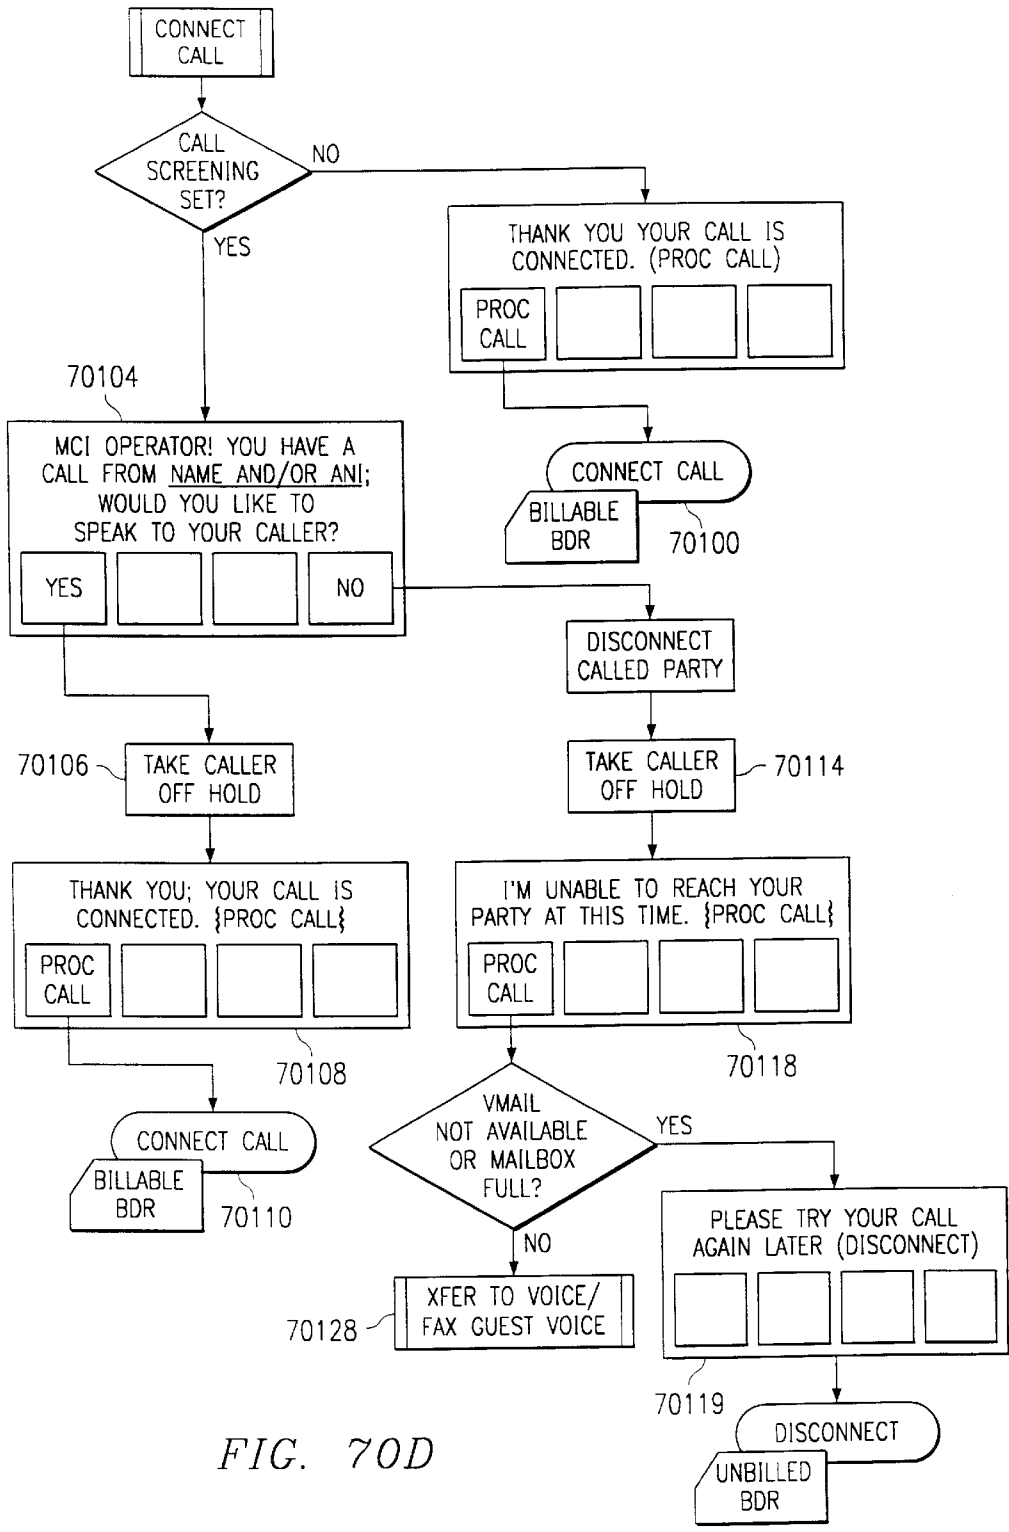 CONNECT
CALL
CALL
SCREENING
SET?
NO
YES
THANK YOU YOUR CALL IS
CONNECTED. (PROC CALL)
PROC
CALL
CONNECT CALL
BILLABLE
BDR
70100
70104
MCI OPERATOR! YOU HAVE A
CALL FROM NAME AND/OR ANI;
WOULD YOU LIKE TO
SPEAK TO YOUR CALLER?
YES
NO
DISCONNECT
CALLED PARTY
70106
TAKE CALLER
OFF HOLD
TAKE CALLER
OFF HOLD
70114
THANK YOU; YOUR CALL IS
CONNECTED. {PROC CALL}
PROC
CALL
70108
I'M UNABLE TO REACH YOUR
PARTY AT THIS TIME. {PROC CALL}
PROC
CALL
70118
CONNECT CALL
BILLABLE
BDR
70110
VMAIL
NOT AVAILABLE
OR MAILBOX
FULL?
YES
NO
PLEASE TRY YOUR CALL
AGAIN LATER (DISCONNECT)
70119
70128
XFER TO VOICE/
FAX GUEST VOICE
DISCONNECT
UNBILLED
BDR
FIG. 70D